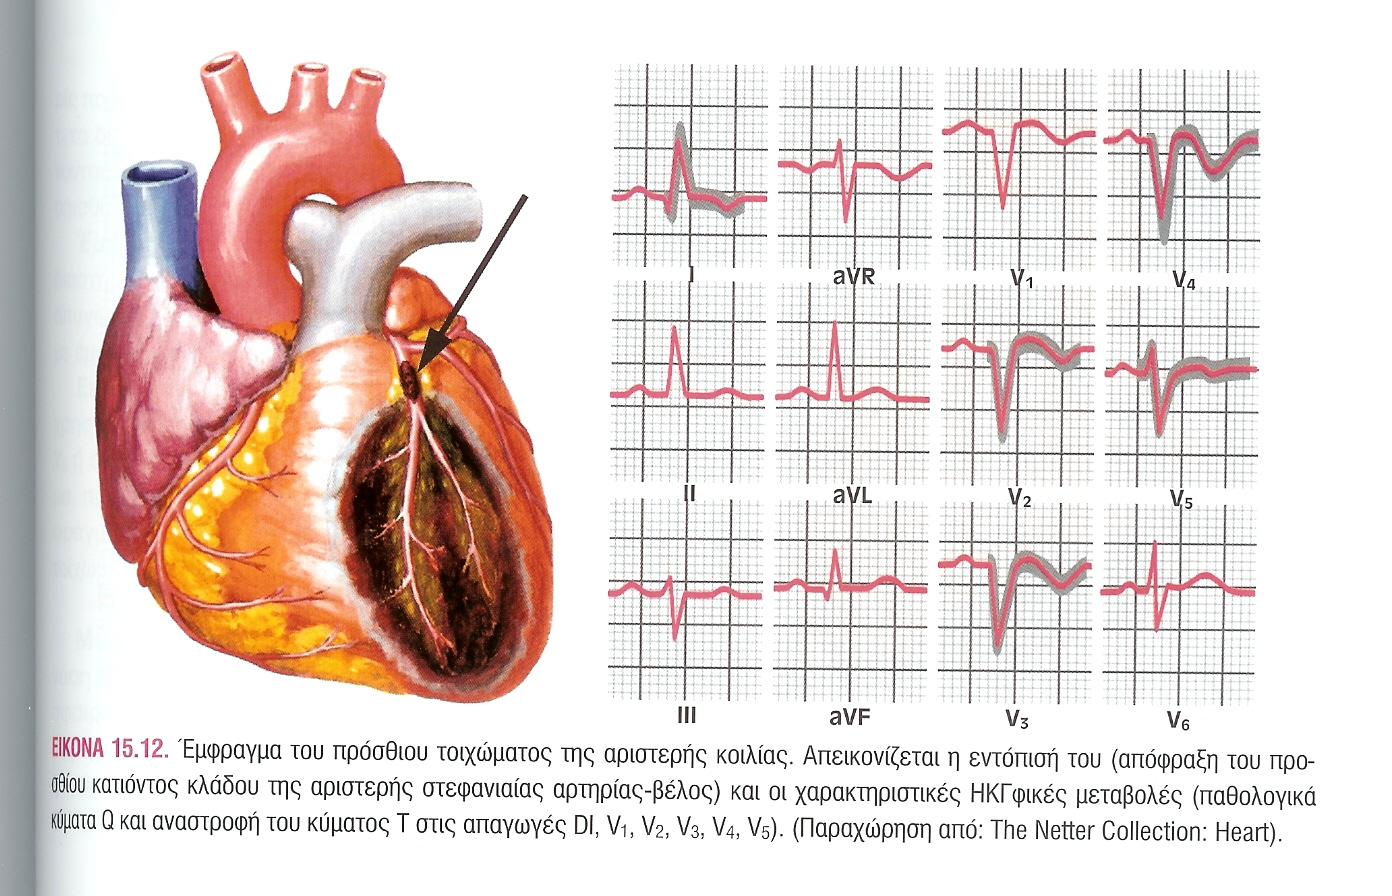 I aVR V1 V4
II aVL V2 V5
III aVF V3 V6
ΕΙΚΟΝΑ 15.12. Έμφραγμα του πρόσθιου τοιχώματος της αριστερής κοιλίας. Απεικονίζεται η εντόπισή του (απόφραξη του προ-
σθίου κατιόντος κλάδου της αριστερής στεφανιαίας αρτηρίας-βέλος) και οι χαρακτηριστικές ΗΚΓφικές μεταβολές (παθολογικά
κύματα Q και αναστροφή του κύματος Τ στις απαγωγές DI, V1, V2, V3, V4, V5). (Παραχώρηση από: The Netter Collection: Heart).